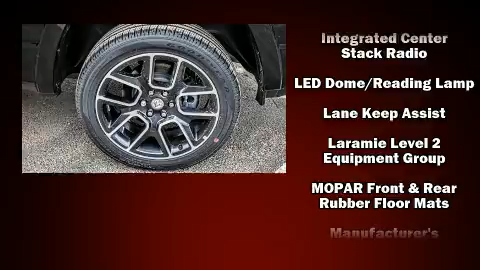 Integrated Center
Stack Radio
LED Dome/Reading Lamp
Lane Keep Assist
Laramie Level 2
Equipment Group
MOPAR Front & Rear
Rubber Floor Mats
Manufacturer's